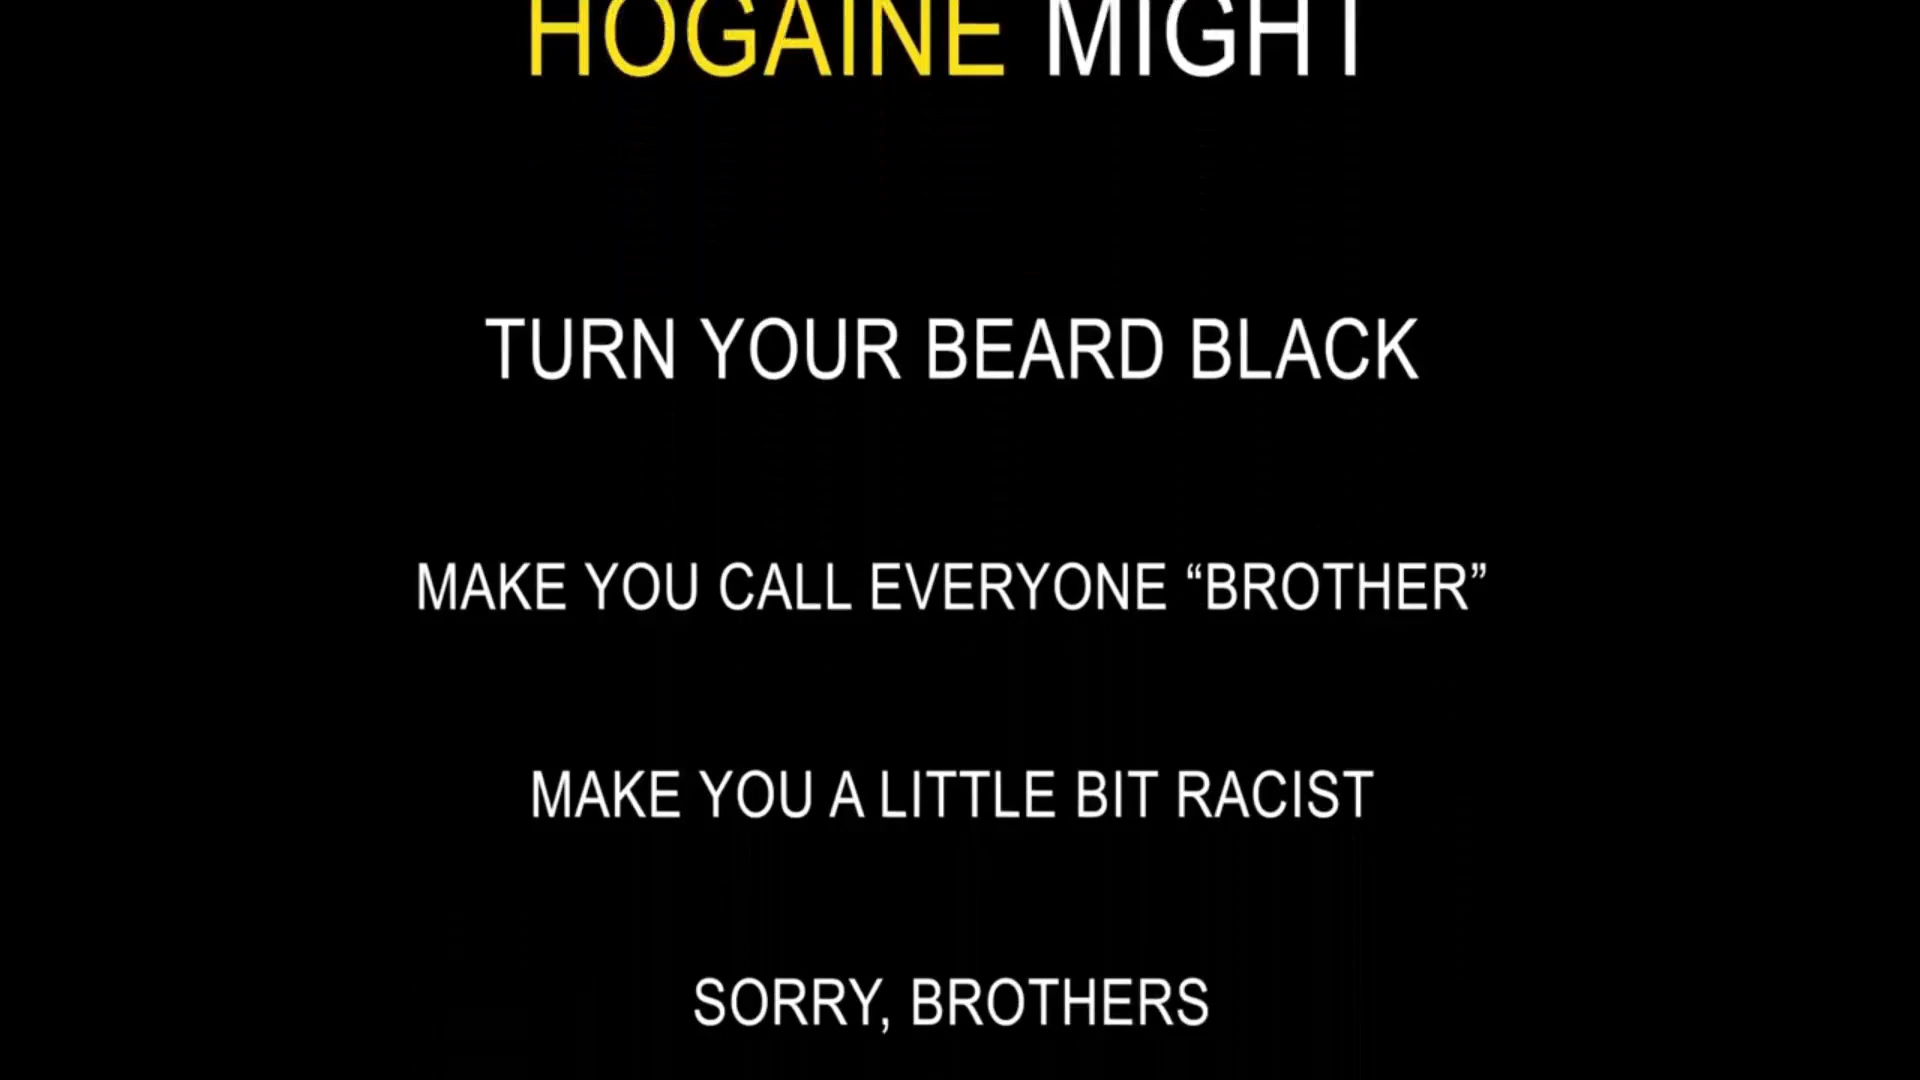 HOGAINE MIGHT
TURN YOUR BEARD BLACK
MAKE YOU CALL EVERYONE “BROTHER”
MAKE YOU A LITTLE BIT RACIST
SORRY, BROTHERS